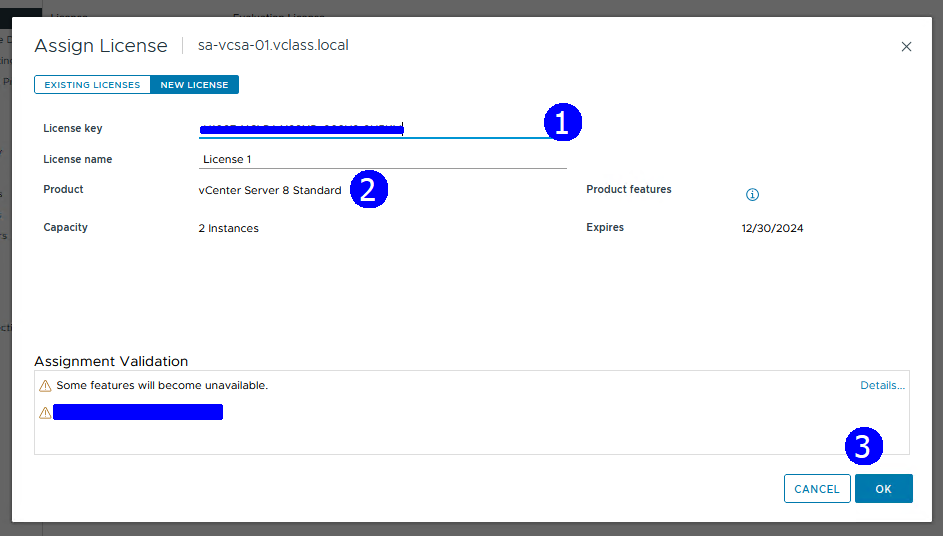 Assign License sa-vcsa-01.vclass.local
EXISTING LICENSES NEW LICENSE
License key 1
License name License 1
Product vCenter Server 8 Standard 2 Product features
Capacity 2 Instances Expires 12/30/2024
Assignment Validation
Some features will become unavailable. Details...
3
CANCEL OK